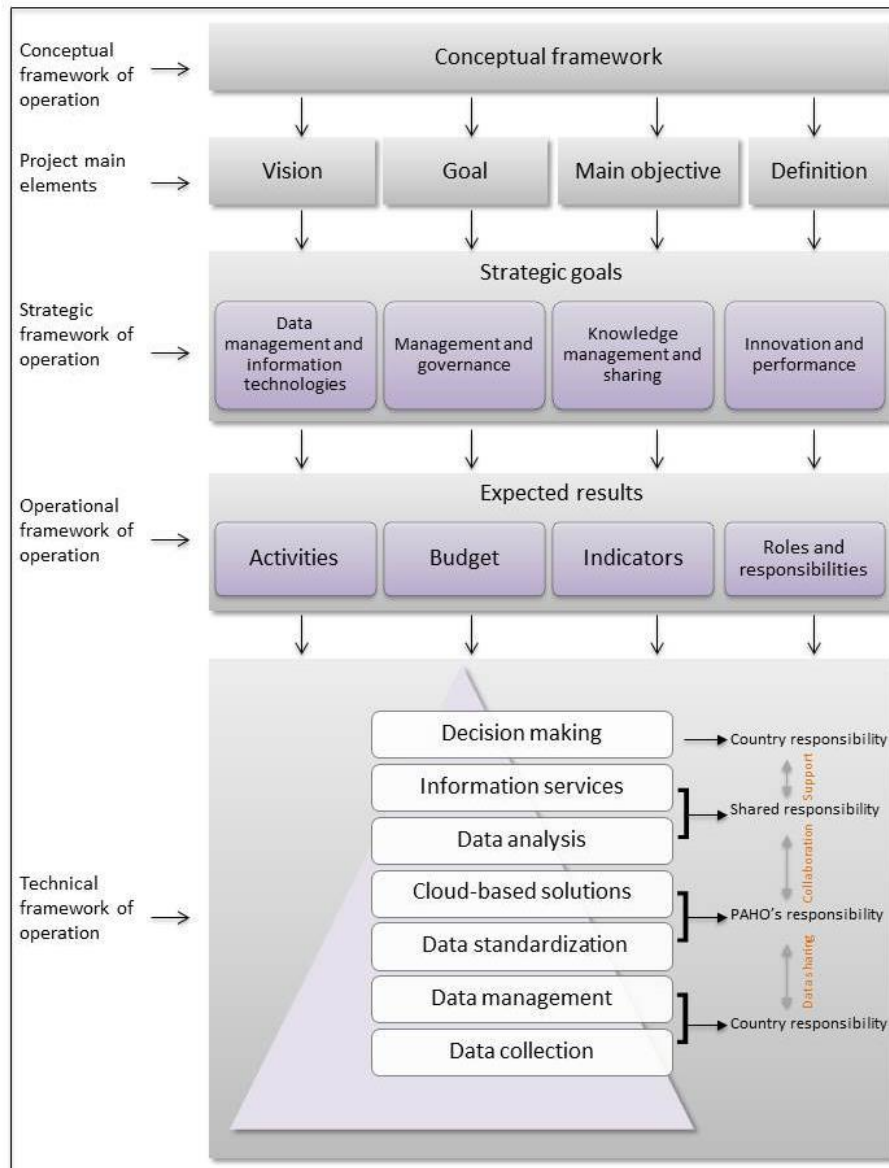 Conceptual
framework of
operation
Conceptual framework
Project main
elements
Vision
Goal
Main objective
Definition
Strategic
framework of
operation
Strategic goals
Data
management and
information
technologies
Management and
governance
Knowledge
management and
sharing
Innovation and
performance
Operational
framework of
operation
Expected results
Activities
Budget
Indicators
Roles and
responsibilities
Technical
framework of
operation
Decision making
Information services
Data analysis
Cloud-based solutions
Data standardization
Data management
Data collection
Country responsibility
Support
Shared responsibility
Collaboration
PAHO's responsibility
Data sharing
Country responsibility